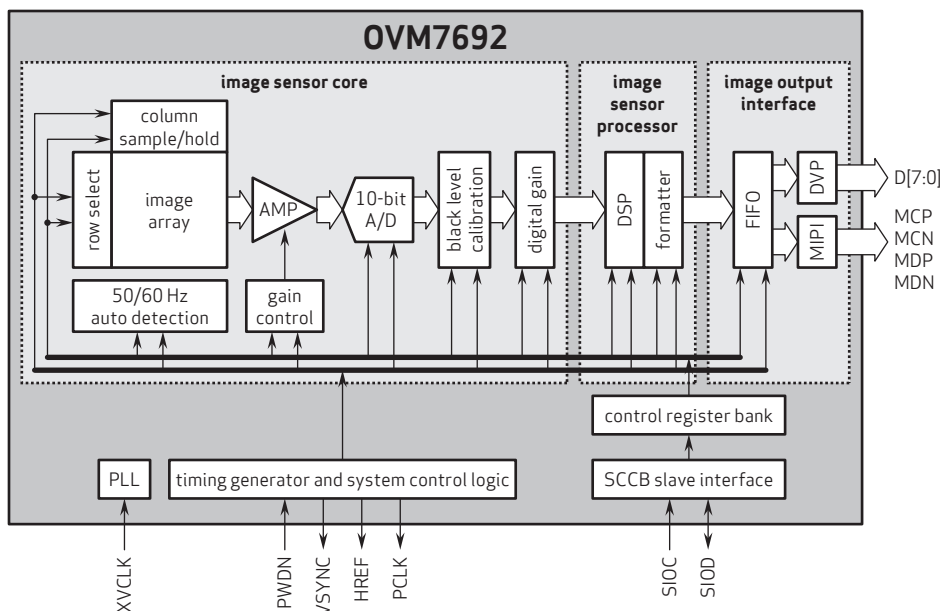 OVM7692
image sensor core
image
sensor
processor
image output
interface
column
sample/hold
row select
image
array
AMP
10-bit
A/D
black level
calibration
digital gain
DSP
formatter
FIFO
DVP
MIPI
D[7:0]
MCP
MCN
MDP
MDN
50/60 Hz
auto detection
gain
control
control register bank
PLL
timing generator and system control logic
SCCB slave interface
XVCLK
PWDN
VSYNC
HREF
PCLK
SIOC
SIOD